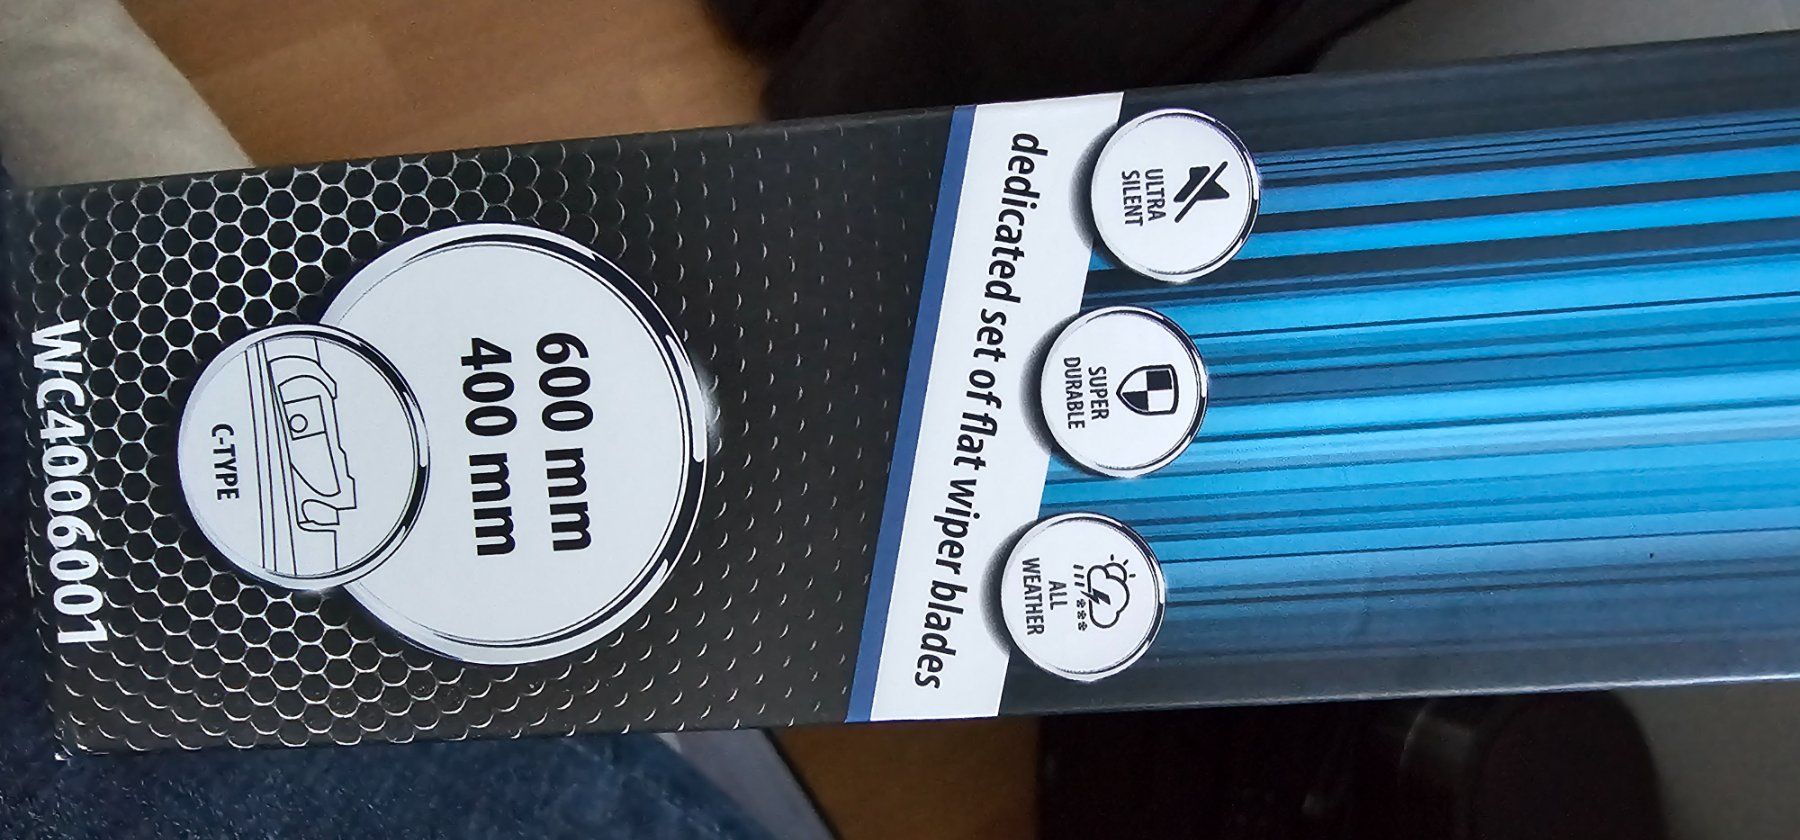 ULTRA
SILENT
SUPER
DURABLE
ALL
WEATHER
dedicated set of flat wiper blades
600 mm
400 mm
C-TYPE
WC4006001